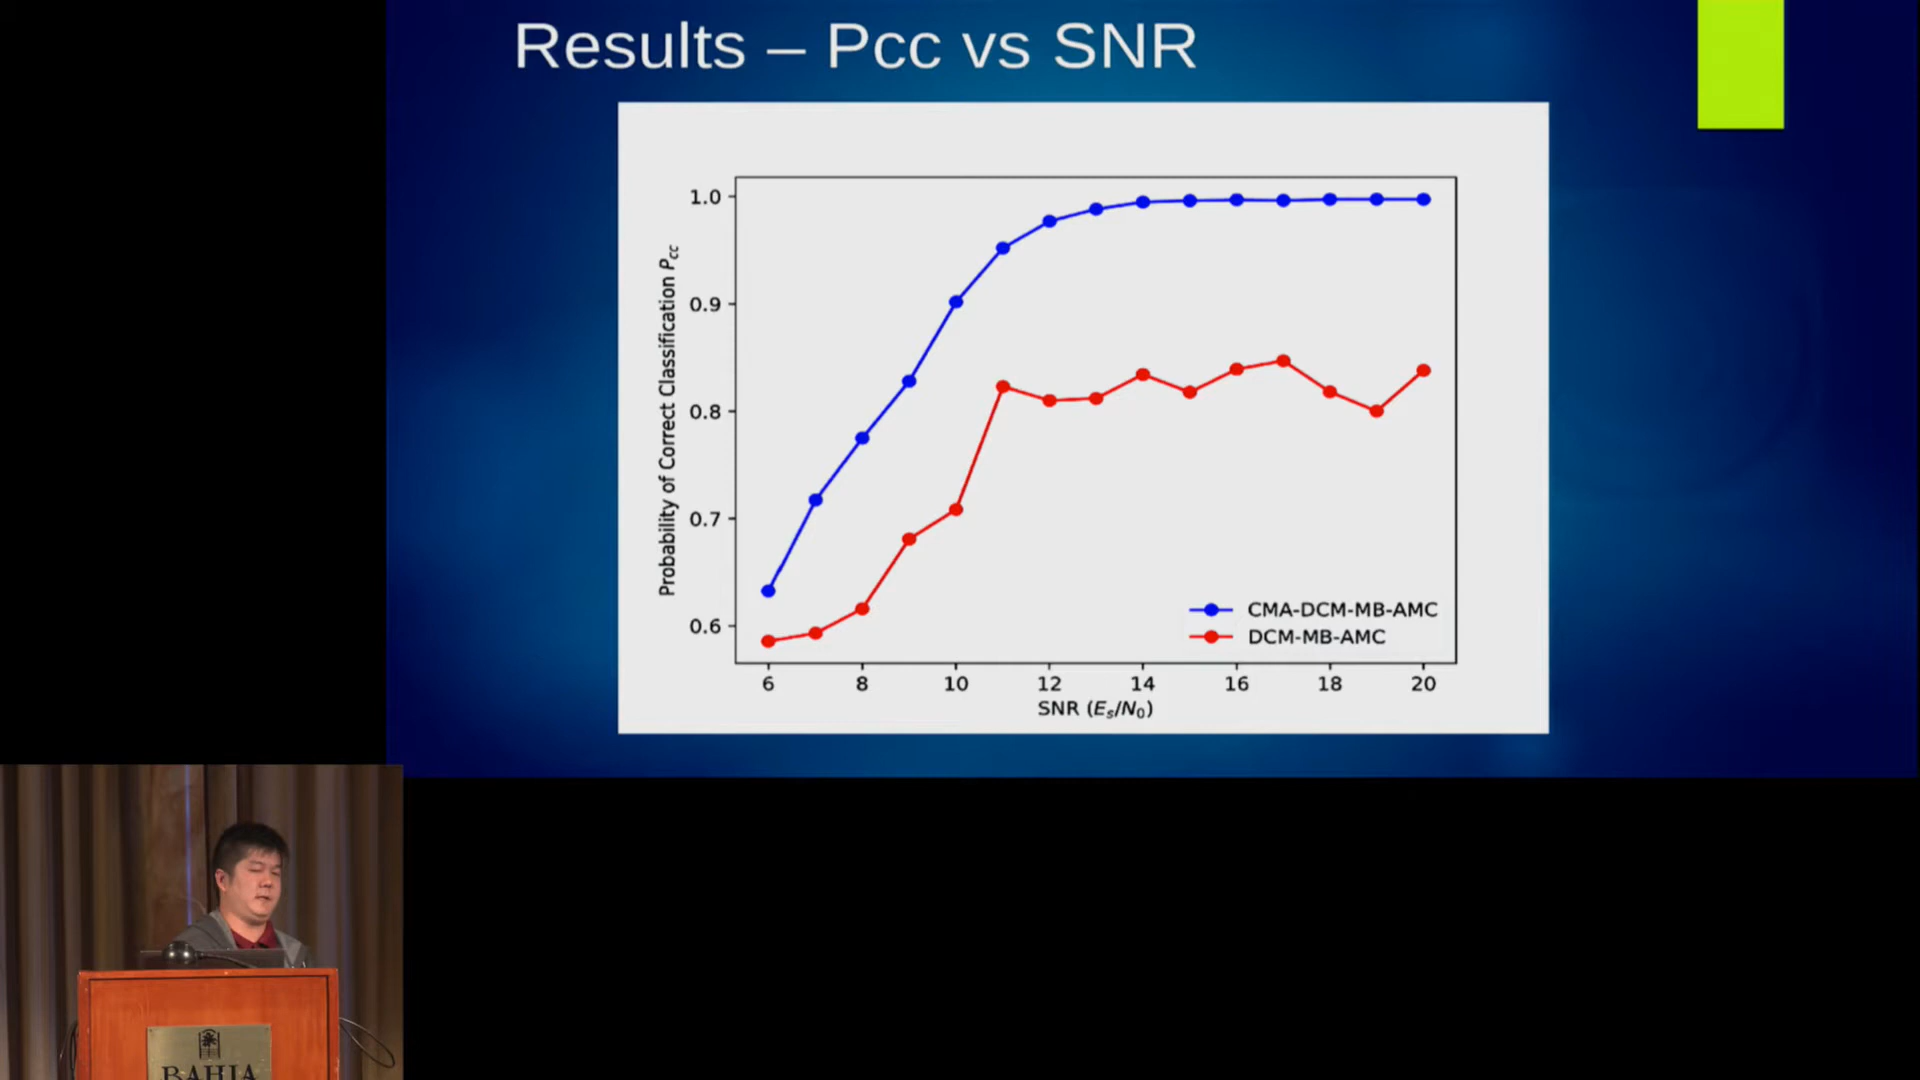 Results – Pcc vs SNR
1.0
0.9
0.8
0.7
0.6
Probability of Correct Classification Pcc
CMA-DCM-MB-AMC
DCM-MB-AMC
6 8 10 12 14 16 18 20
SNR (Es/N0)
BAHIA